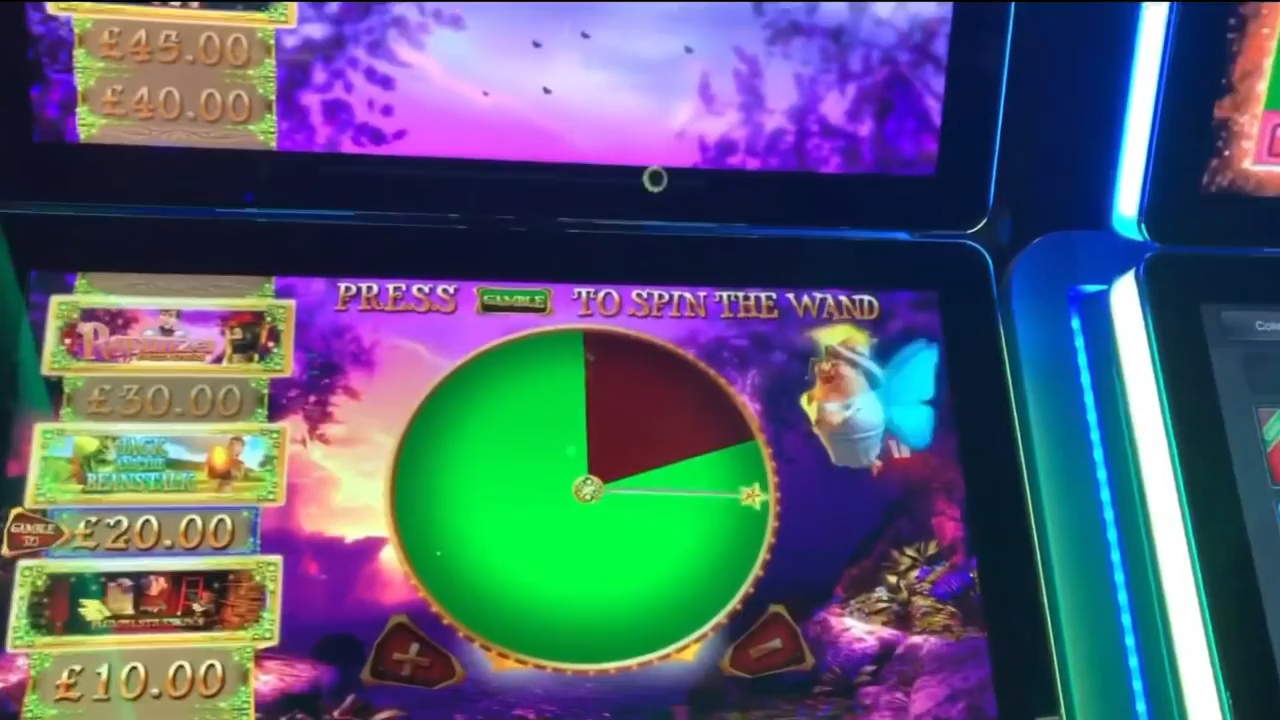 £45.00
£40.00
PRESS GAMBLE TO SPIN THE WAND
Rapunzel
£30.00
JACK
AND THE
BEANSTALK
GAMBLE
TO
£20.00
£10.00
Coin